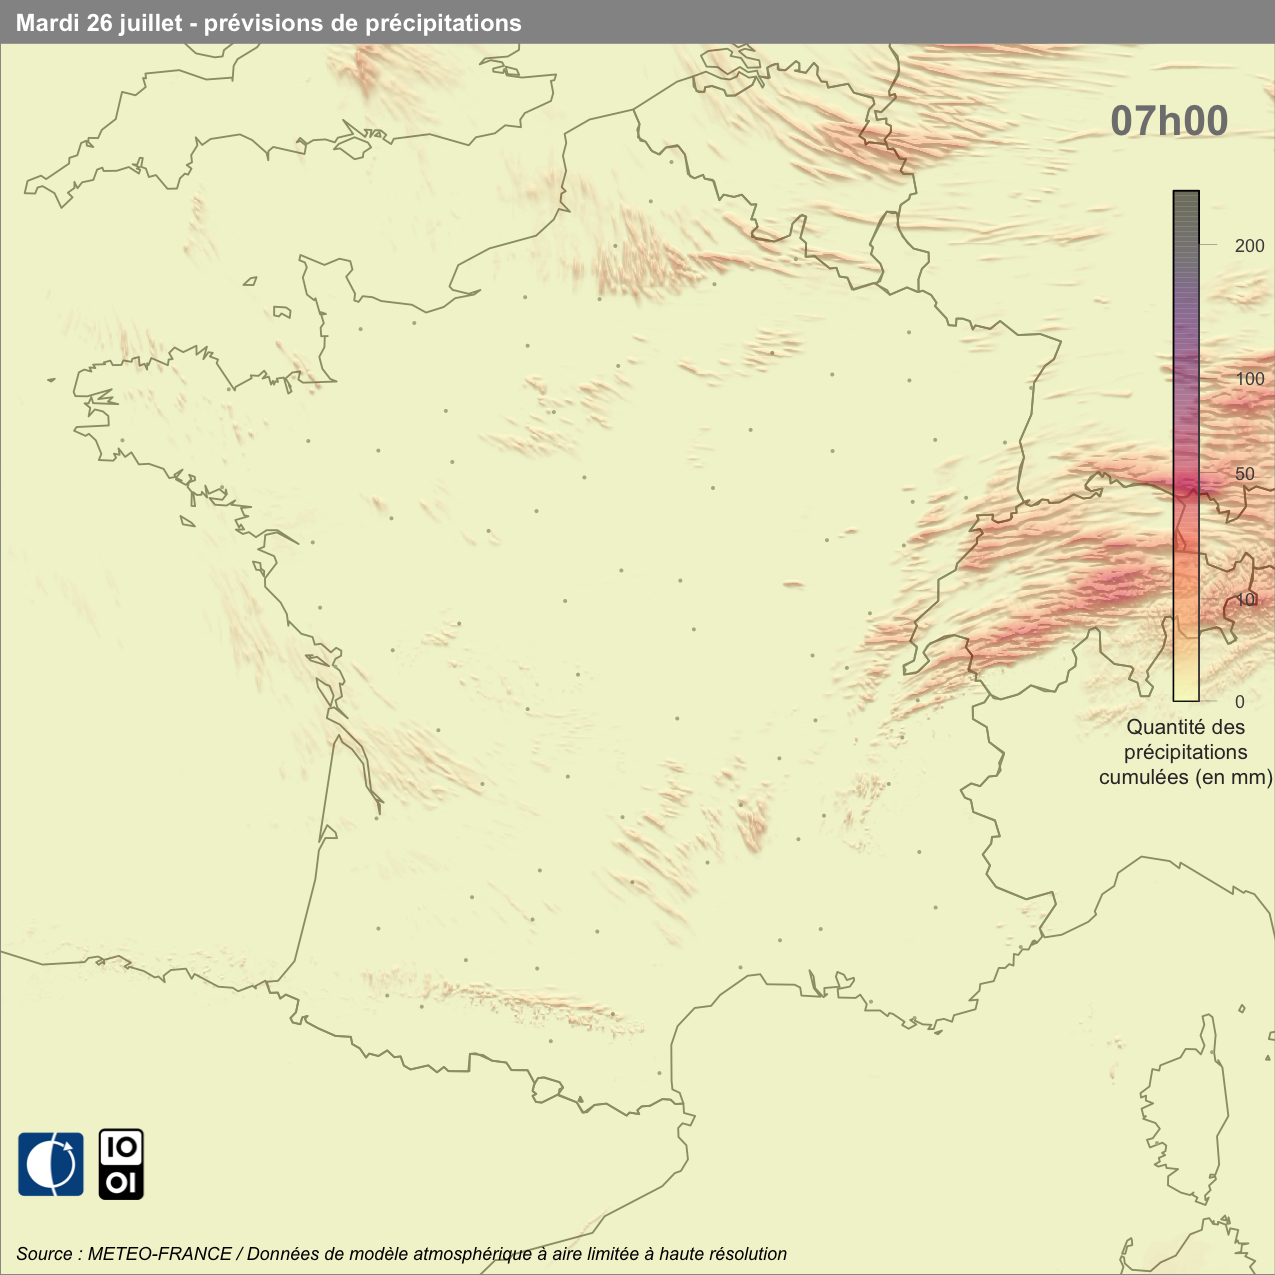 Mardi 26 juillet - prévisions de précipitations
07h00
200
100
50
10
0
Quantité des
précipitations
cumulées (en mm)
IO
OI
Source : METEO-FRANCE / Données de modèle atmosphérique à aire limitée à haute résolution